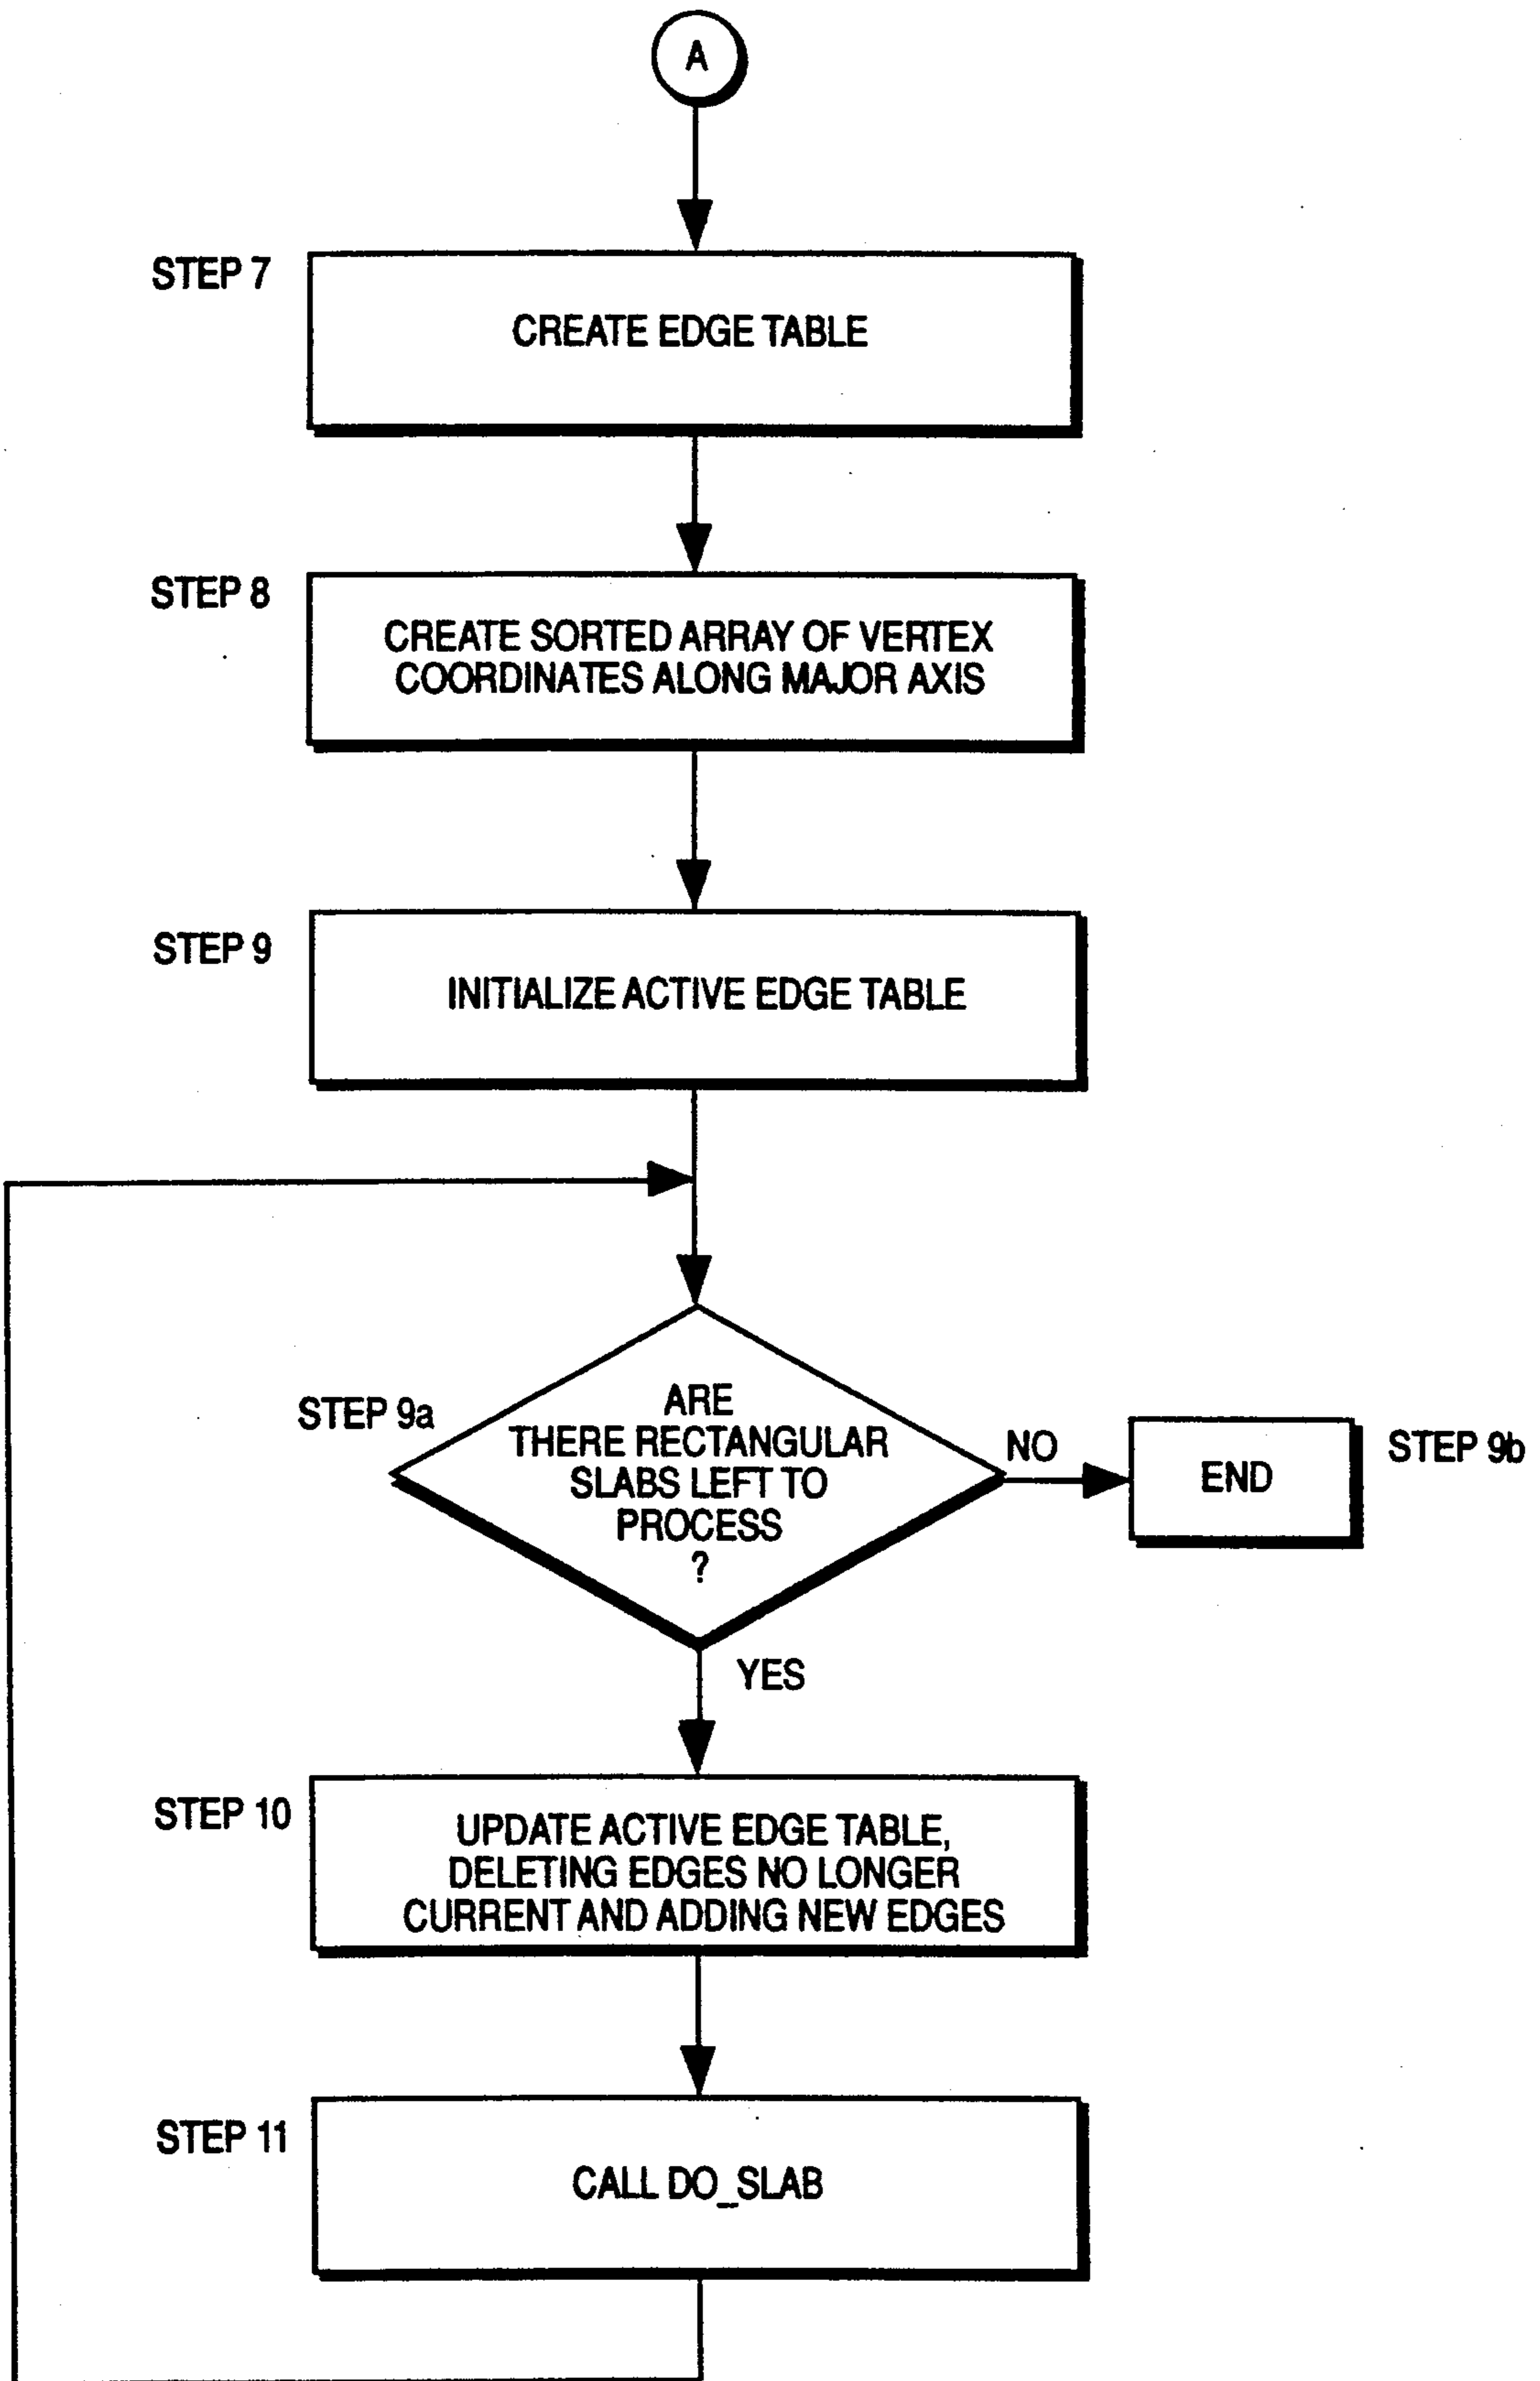 A
STEP 7
CREATE EDGE TABLE
STEP 8
CREATE SORTED ARRAY OF VERTEX
COORDINATES ALONG MAJOR AXIS
STEP 9
INITIALIZE ACTIVE EDGE TABLE
STEP 9a
ARE
THERE RECTANGULAR
SLABS LEFT TO
PROCESS
?
NO
END
STEP 9b
YES
STEP 10
UPDATE ACTIVE EDGE TABLE,
DELETING EDGES NO LONGER
CURRENT AND ADDING NEW EDGES
STEP 11
CALL DO_SLAB